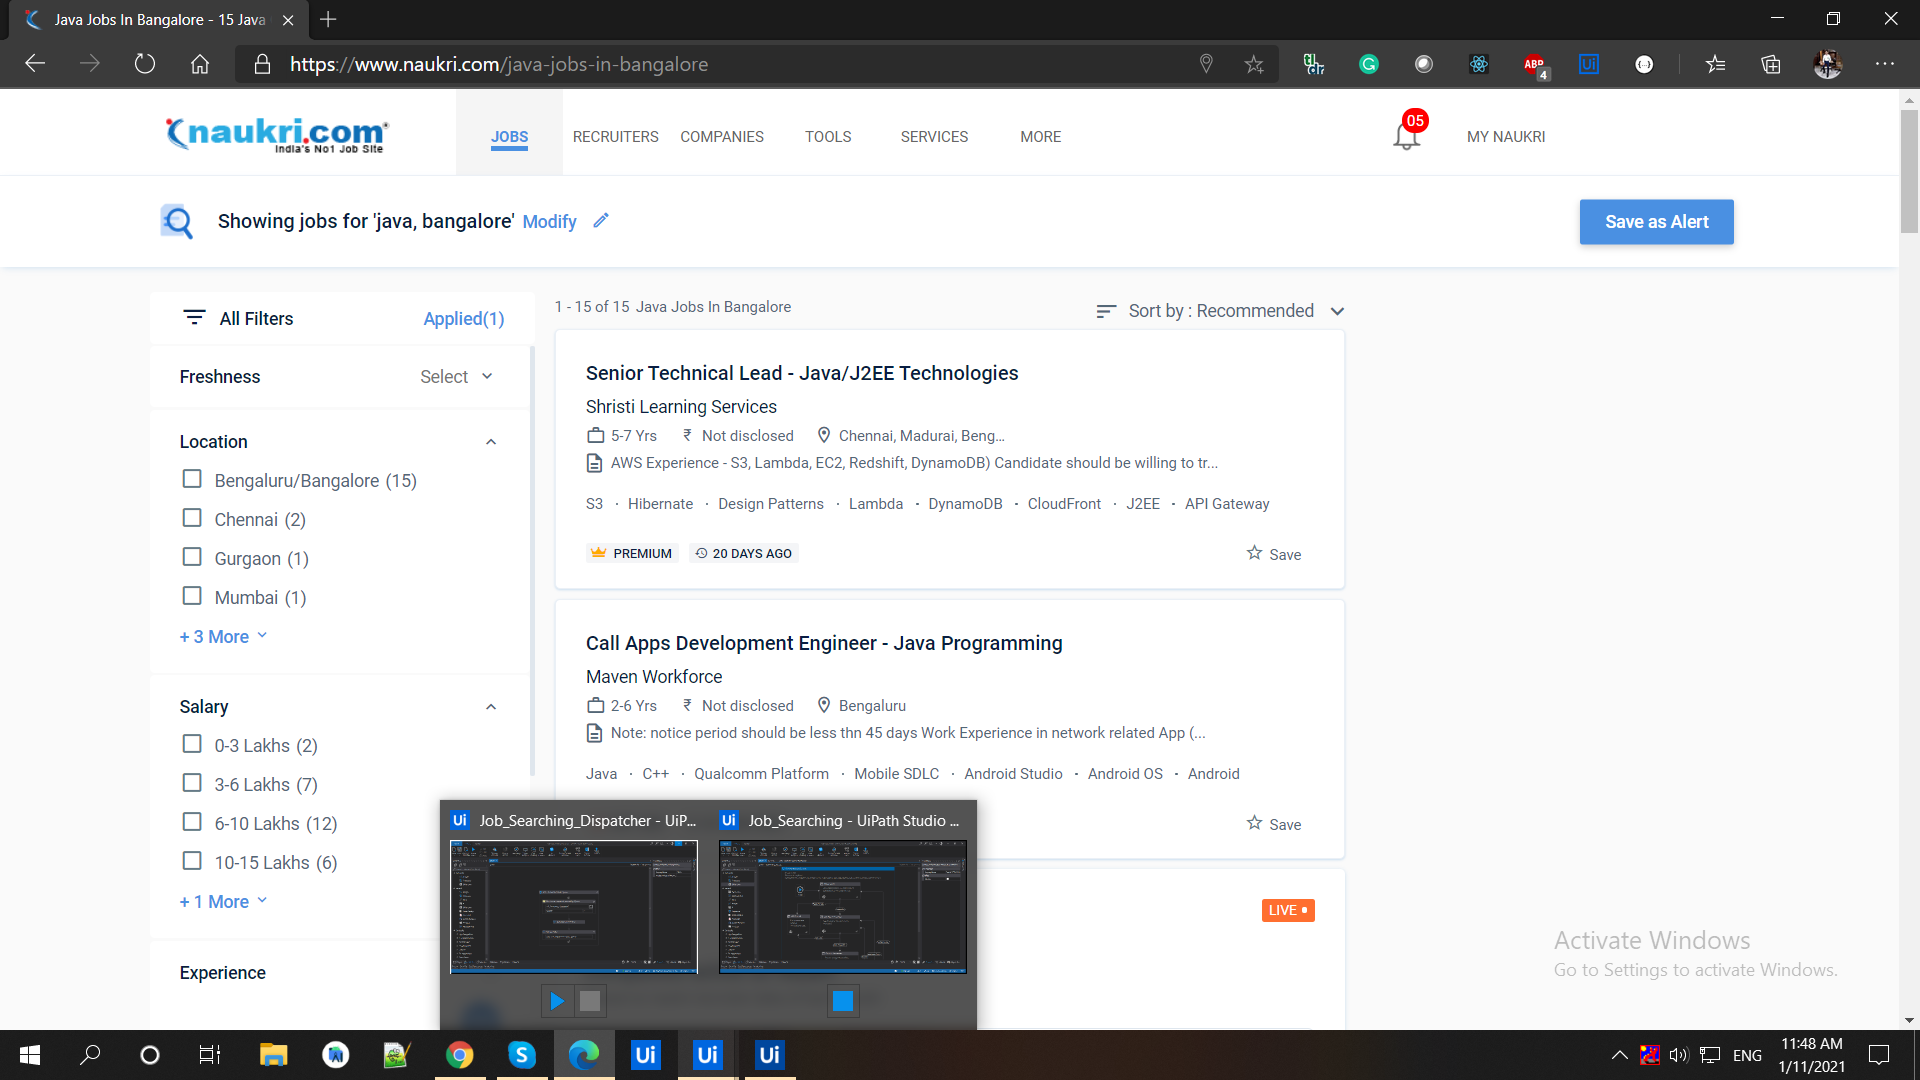 Java Jobs In Bangalore - 15 Java
https://www.naukri.com/java-jobs-in-bangalore
ABP
4
Ui
naukri.com
India's No1 Job Site
JOBS
RECRUITERS
COMPANIES
TOOLS
SERVICES
MORE
05
MY NAUKRI
Showing jobs for 'java, bangalore' Modify
Save as Alert
All Filters
Applied(1)
Freshness
Select
Location
Bengaluru/Bangalore (15)
Chennai (2)
Gurgaon (1)
Mumbai (1)
+ 3 More
Salary
0-3 Lakhs (2)
3-6 Lakhs (7)
6-10 Lakhs (12)
10-15 Lakhs (6)
+ 1 More
Experience
1 - 15 of 15 Java Jobs In Bangalore
Sort by : Recommended
Senior Technical Lead - Java/J2EE Technologies
Shristi Learning Services
5-7 Yrs ₹ Not disclosed Chennai, Madurai, Beng...
AWS Experience - S3, Lambda, EC2, Redshift, DynamoDB) Candidate should be willing to tr...
S3 · Hibernate · Design Patterns · Lambda · DynamoDB · CloudFront · J2EE · API Gateway
PREMIUM
20 DAYS AGO
Save
Call Apps Development Engineer - Java Programming
Maven Workforce
2-6 Yrs ₹ Not disclosed Bengaluru
Note: notice period should be less thn 45 days Work Experience in network related App (...
Java · C++ · Qualcomm Platform · Mobile SDLC · Android Studio · Android OS · Android
Save
LIVE
Ui Job_Searching_Dispatcher - UiP...
Ui Job_Searching - UiPath Studio ...
Activate Windows
Go to Settings to activate Windows.
Ui
Ui
Ui
ENG
11:48 AM
1/11/2021